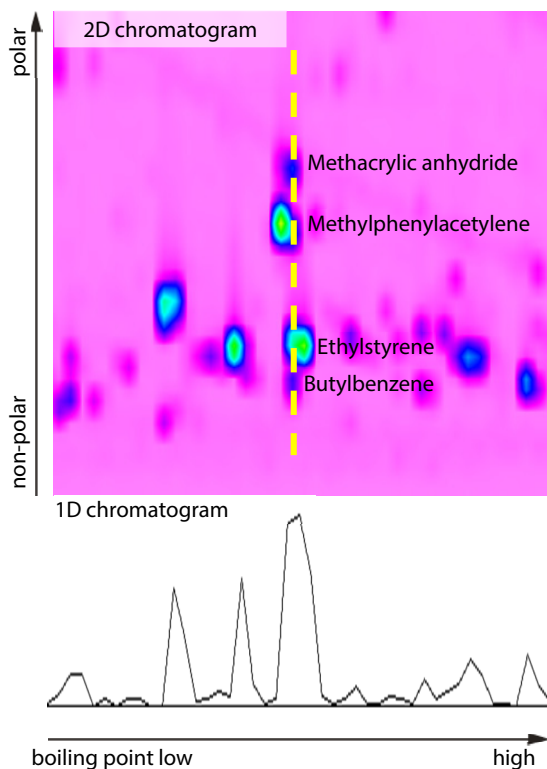 polar
2D chromatogram
Methacrylic anhydride
Methylphenylacetylene
Ethylstyrene
Butylbenzene
non-polar
1D chromatogram
boiling point low
high